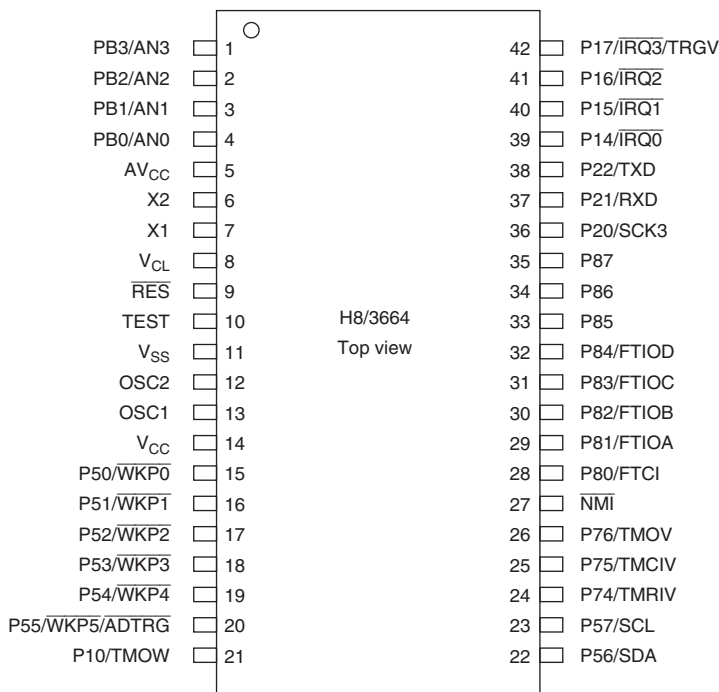 PB3/AN3 1 42 P17/IRQ3/TRGV
PB2/AN2 2 41 P16/IRQ2
PB1/AN1 3 40 P15/IRQ1
PB0/AN0 4 39 P14/IRQ0
AVCC 5 38 P22/TXD
X2 6 37 P21/RXD
X1 7 36 P20/SCK3
VCL 8 35 P87
RES 9 34 P86
TEST 10 H8/3664 33 P85
VSS 11 Top view 32 P84/FTIOD
OSC2 12 31 P83/FTIOC
OSC1 13 30 P82/FTIOB
VCC 14 29 P81/FTIOA
P50/WKP0 15 28 P80/FTCI
P51/WKP1 16 27 NMI
P52/WKP2 17 26 P76/TMOV
P53/WKP3 18 25 P75/TMCIV
P54/WKP4 19 24 P74/TMRIV
P55/WKP5/ADTRG 20 23 P57/SCL
P10/TMOW 21 22 P56/SDA